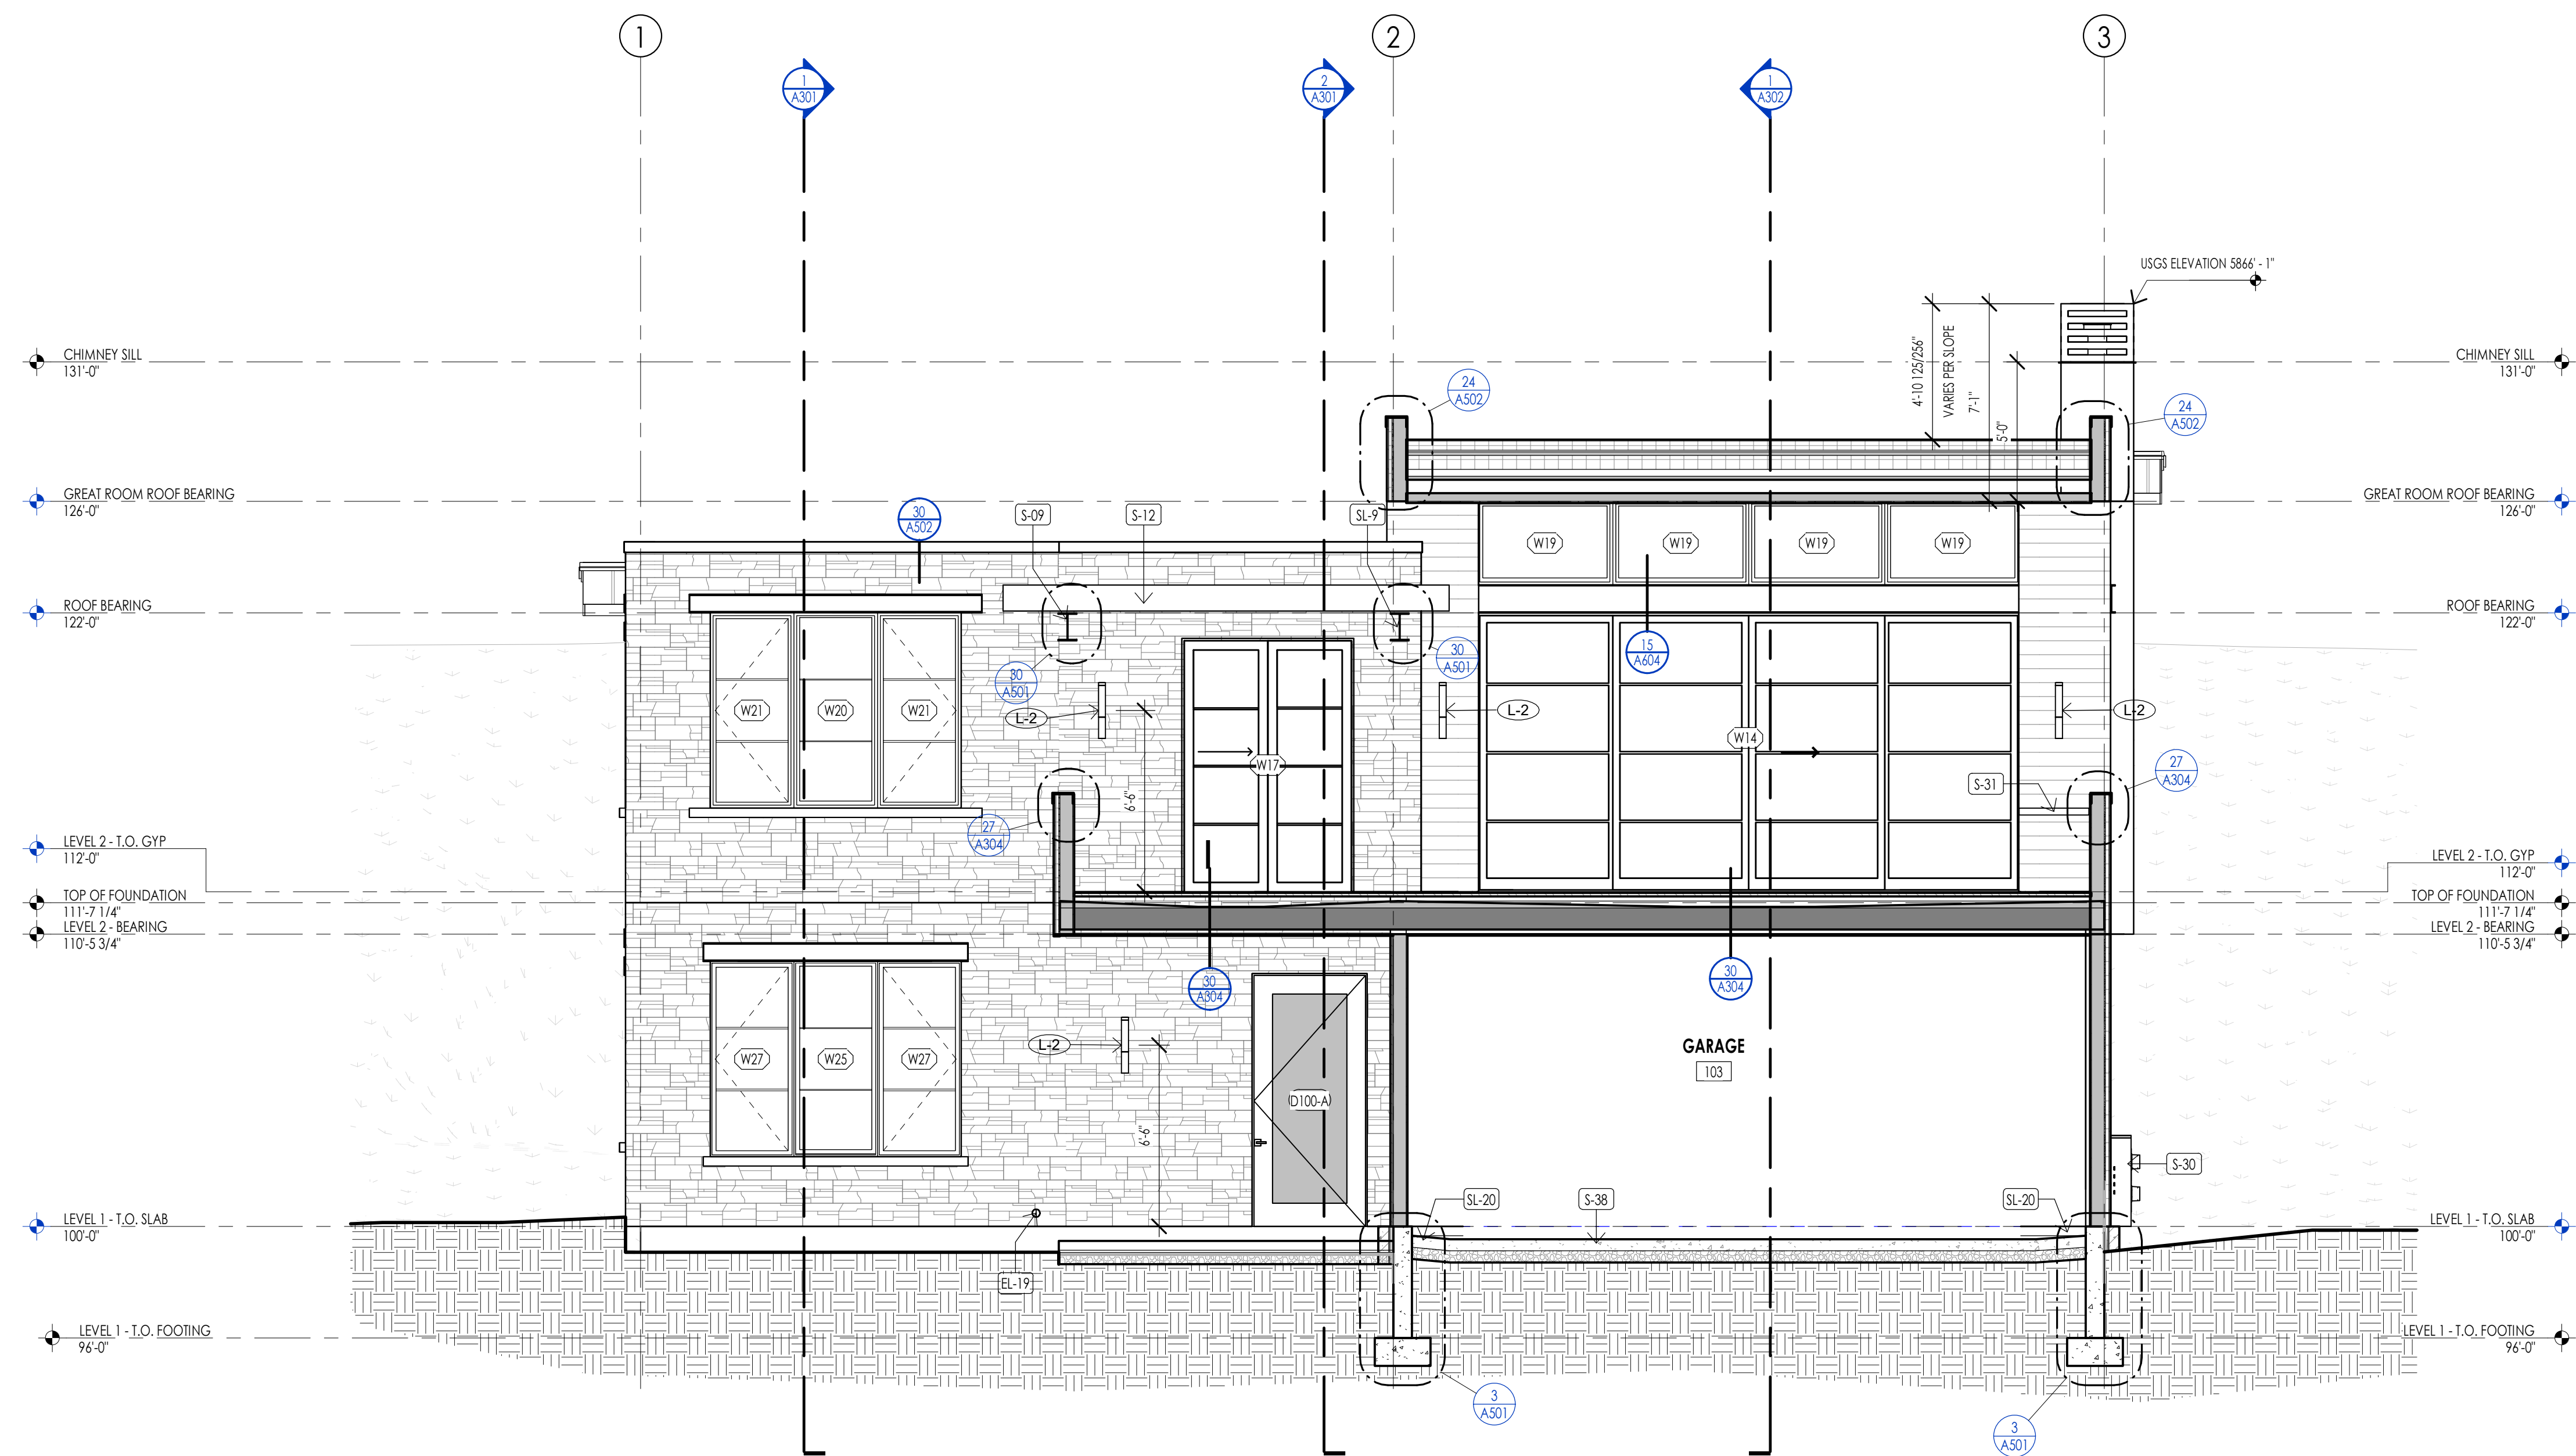 1
2
3
1
A301
2
A301
1
A302
USGS ELEVATION 5866' - 1"
CHIMNEY SILL
131'-0"
4'-10 125/256"
VARIES PER SLOPE
7'-1"
5'-0"
CHIMNEY SILL
131'-0"
24
A502
24
A502
GREAT ROOM ROOF BEARING
126'-0"
30
A502
S-09
S-12
SL-9
W19
W19
W19
W19
GREAT ROOM ROOF BEARING
126'-0"
ROOF BEARING
122'-0"
ROOF BEARING
122'-0"
30
A501
30
A501
15
A604
W21
W20
W21
L-2
L-2
L-2
W14
W17
6'-6"
S-31
27
A304
27
A304
LEVEL 2 - T.O. GYP
112'-0"
LEVEL 2 - T.O. GYP
112'-0"
TOP OF FOUNDATION
111'-7 1/4"
TOP OF FOUNDATION
111'-7 1/4"
LEVEL 2 - BEARING
110'-5 3/4"
LEVEL 2 - BEARING
110'-5 3/4"
30
A304
30
A304
W27
W25
W27
L-2
GARAGE
103
D100-A
6'-6"
S-30
SL-20
S-38
SL-20
LEVEL 1 - T.O. SLAB
100'-0"
LEVEL 1 - T.O. SLAB
100'-0"
EL-19
LEVEL 1 - T.O. FOOTING
96'-0"
LEVEL 1 - T.O. FOOTING
96'-0"
3
A501
3
A501